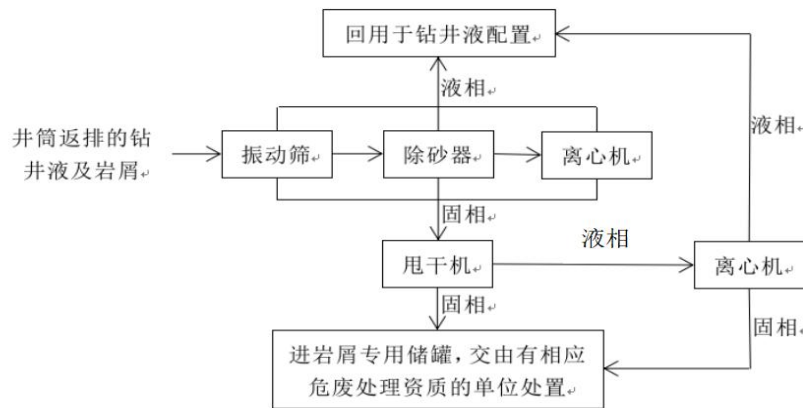 回用于钻井液配置
液相
液相
井筒返排的钻
井液及岩屑
振动筛
除砂器
离心机
固相
液相
甩干机
离心机
固相
固相
进岩屑专用储罐，交由有相应
危废处理资质的单位处置